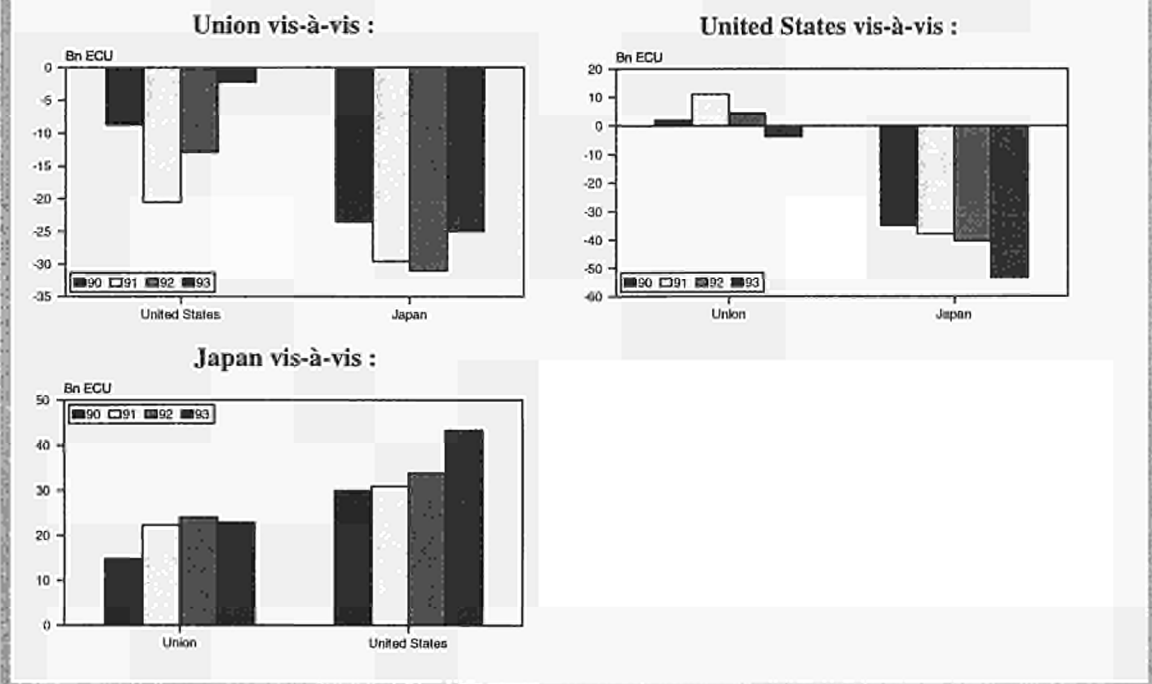 Union vis-à-vis :
Bn ECU
0
-5
-10
-15
-20
-25
-30
-35
90 91 92 93
United States Japan
United States vis-à-vis :
Bn ECU
20
10
0
-10
-20
-30
-40
-50
-60
90 91 92 93
Union Japan
Japan vis-à-vis :
Bn ECU
50
40
30
20
10
0
90 91 92 93
Union United States